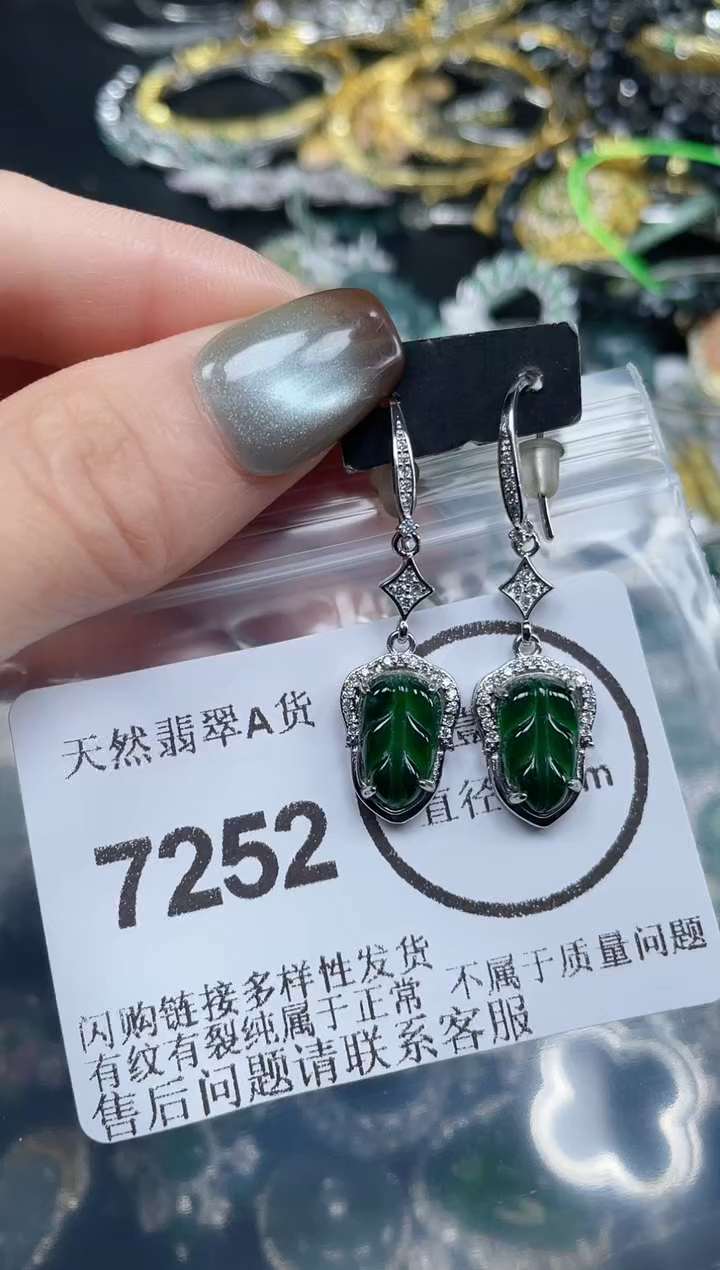 天然翡翠A货
7252
直径 m
闪购链接多样性发货
有纹有裂纯属于正常 不属于质量问题
售后问题请联系客服